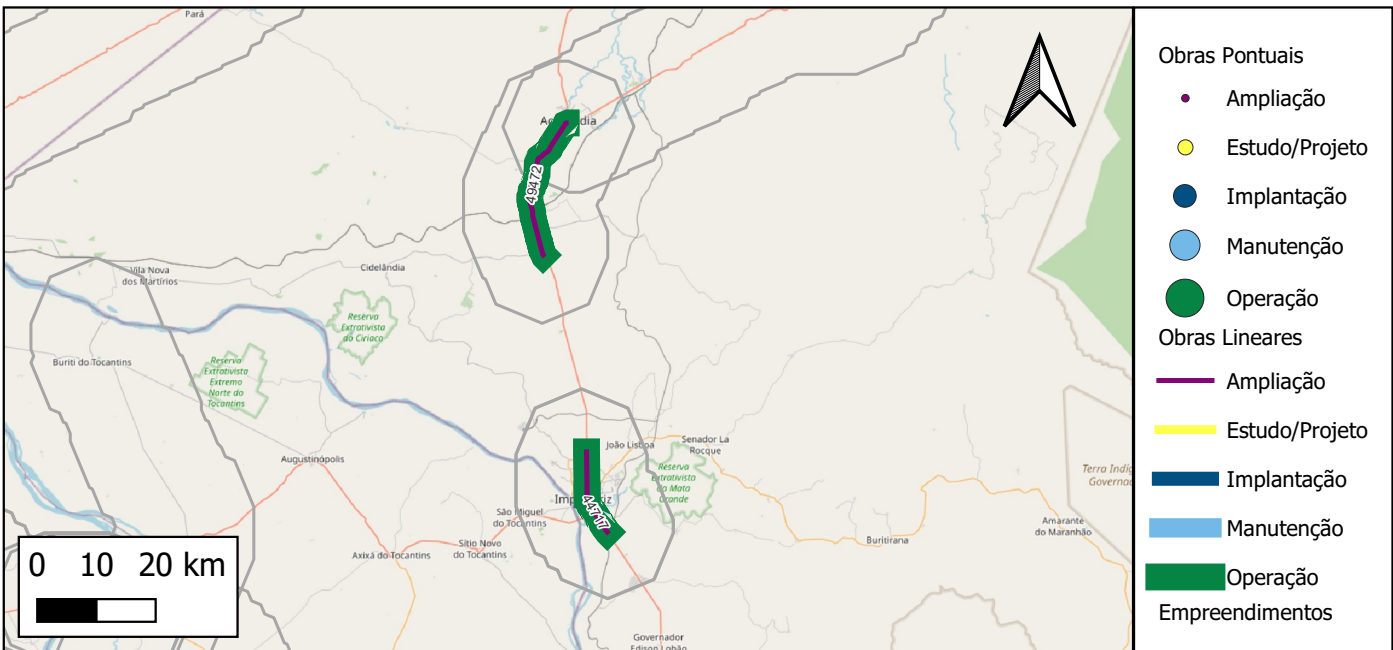 Pará
49472
Vila Nova
dos Martírios
Cidelândia
Reserva
Extrativista
do Ciriaco
Buriti do Tocantins
Reserva
Extrativista
Extremo
Norte do
Tocantins
Augustinópolis
João Lisboa
Senador La
Rocque
Reserva
Extrativista
da Mata
Grande
44717
São Miguel
do Tocantins
Sítio Novo
do Tocantins
Axixá do Tocantins
Buritirana
Amarante
do Maranhão
Terra Indíg
Governad
Governador
Edison Lobão
0 10 20 km
Obras Pontuais
Ampliação
Estudo/Projeto
Implantação
Manutenção
Operação
Obras Lineares
Ampliação
Estudo/Projeto
Implantação
Manutenção
Operação
Empreendimentos